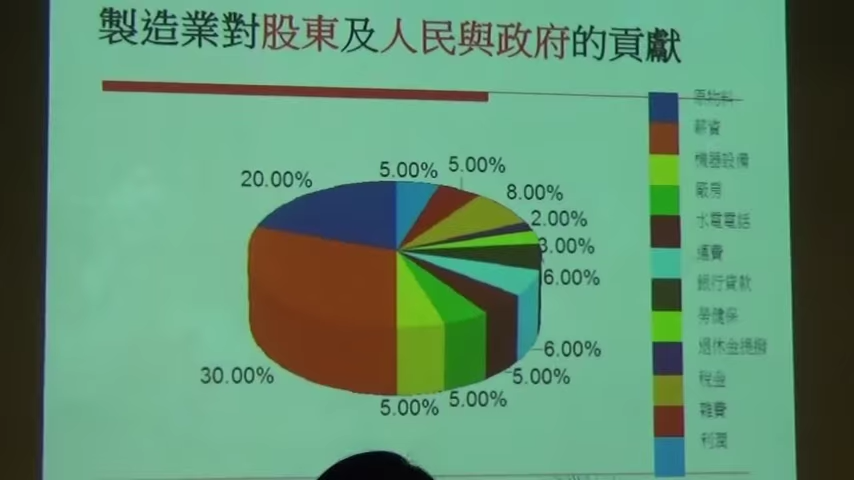 製造業對股東及人民與政府的貢獻
原物料
薪資
機器設備
廠房
水電電話
運費
銀行貸款
勞健保
退休金提撥
稅金
雜費
利潤
5.00%
5.00%
20.00%
8.00%
2.00%
3.00%
6.00%
6.00%
30.00%
5.00%
5.00%
5.00%